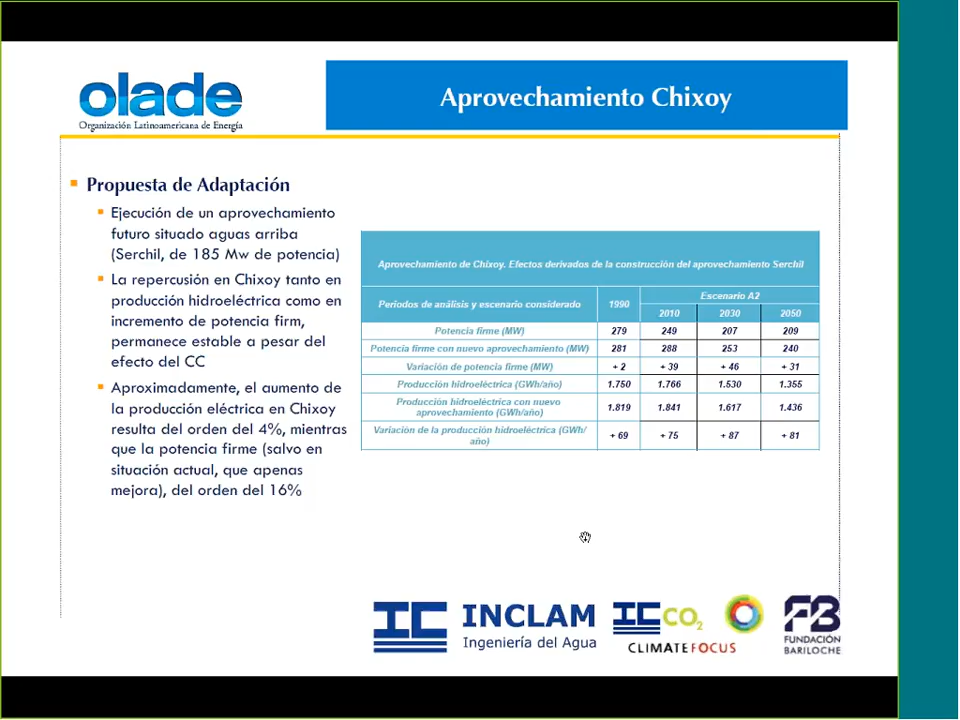 olade
Organización Latinoamericana de Energía
Aprovechamiento Chixoy
Propuesta de Adaptación
Ejecución de un aprovechamiento
futuro situado aguas arriba
(Serchil, de 185 Mw de potencia)
La repercusión en Chixoy tanto en
producción hidroeléctrica como en
incremento de potencia firm,
permanece estable a pesar del
efecto del CC
Aproximadamente, el aumento de
la producción eléctrica en Chixoy
resulta del orden del 4%, mientras
que la potencia firme (salvo en
situación actual, que apenas
mejora), del orden del 16%
Aprovechamiento de Chixoy. Efectos derivados de la construcción del aprovechamiento Serchil
Periodos de análisis y escenario considerado 1990 Escenario A2
2010 2030 2050
Potencia firme (MW) 279 249 207 209
Potencia firme con nuevo aprovechamiento (MW) 281 288 253 240
Variación de potencia firme (MW) + 2 + 39 + 46 + 31
Producción hidroeléctrica (GWh/año) 1.750 1.766 1.530 1.355
Producción hidroeléctrica con nuevo
aprovechamiento (GWh/año) 1.819 1.841 1.617 1.436
Variación de la producción hidroeléctrica (GWh/
año) + 69 + 75 + 87 + 81
IC INCLAM
Ingeniería del Agua
IC CO2
CLIMATEFOCUS
FB
FUNDACIÓN
BARILOCHE